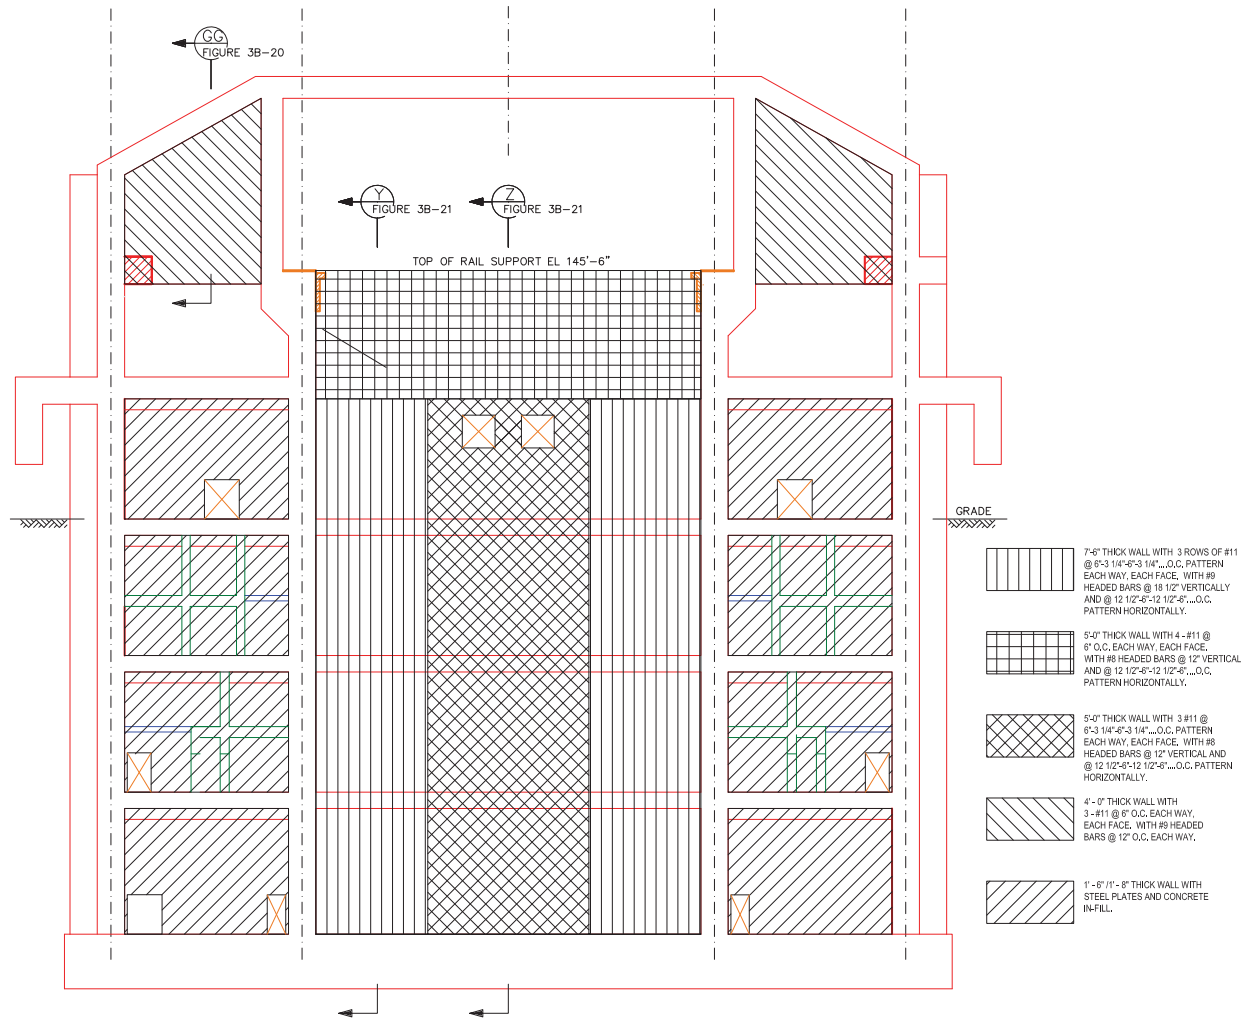 GG
FIGURE 3B-20
Y
FIGURE 3B-21
Z
FIGURE 3B-21
TOP OF RAIL SUPPORT EL 145'-6"
GRADE
7'-6" THICK WALL WITH 3 ROWS OF #11
@ 6"-3 1/4"-6"-3 1/4"....O.C. PATTERN
EACH WAY, EACH FACE. WITH #9
HEADED BARS @ 18 1/2" VERTICALLY
AND @ 12 1/2"-6"-12 1/2"-6"....O.C.
PATTERN HORIZONTALLY.
5'-0" THICK WALL WITH 4 - #11 @
6" O.C. EACH WAY, EACH FACE.
WITH #8 HEADED BARS @ 12" VERTICAL
AND @ 12 1/2"-6"-12 1/2"-6"....O.C.
PATTERN HORIZONTALLY.
5'-0" THICK WALL WITH 3 #11 @
6"-3 1/4"-6"-3 1/4"....O.C. PATTERN
EACH WAY, EACH FACE. WITH #8
HEADED BARS @ 12" VERTICAL AND
@ 12 1/2"-6"-12 1/2"-6"....O.C. PATTERN
HORIZONTALLY.
4' - 0" THICK WALL WITH
3 - #11 @ 6" O.C. EACH WAY,
EACH FACE. WITH #9 HEADED
BARS @ 12" O.C. EACH WAY.
1' - 6" /1' - 8" THICK WALL WITH
STEEL PLATES AND CONCRETE
IN-FILL.